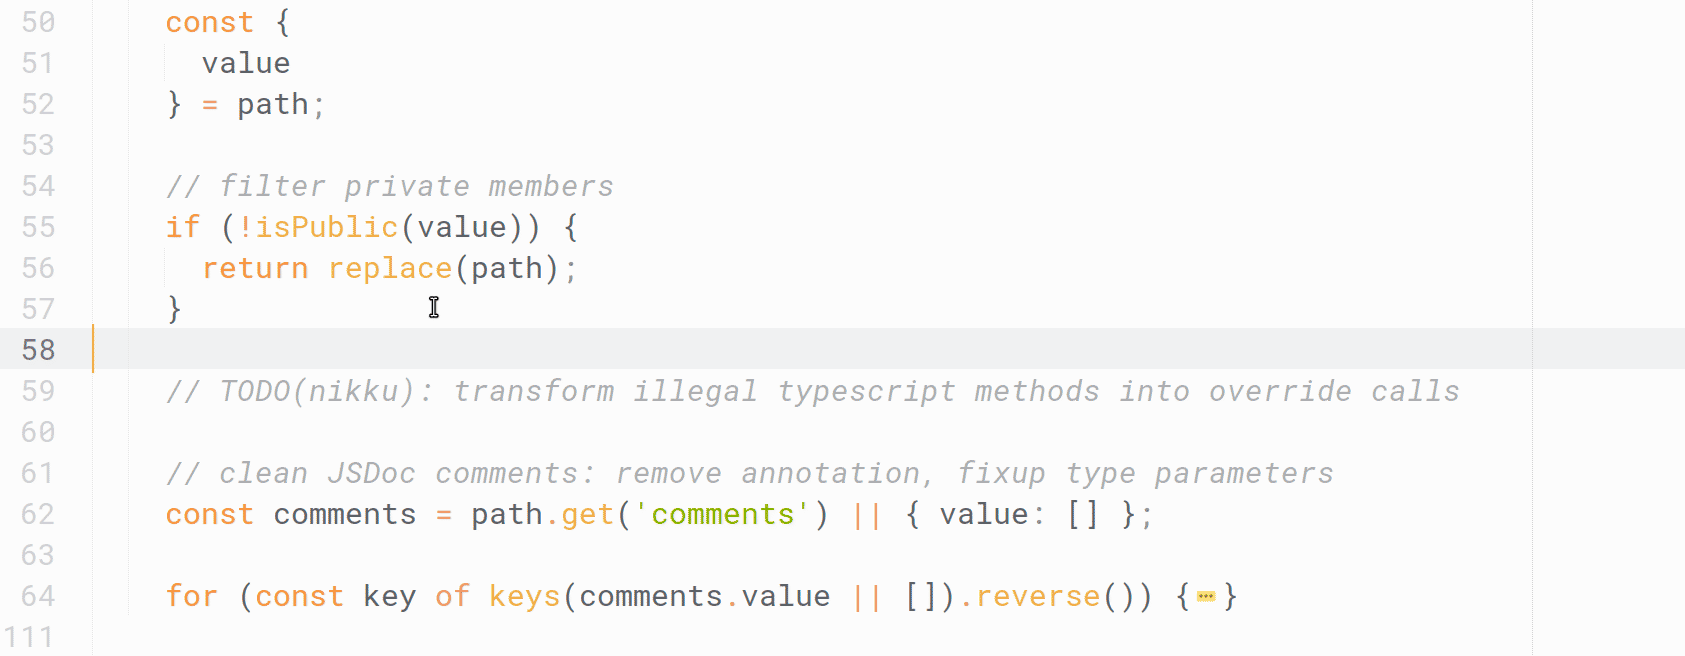 50 const {
51 value
52 } = path;
53
54 // filter private members
55 if (!isPublic(value)) {
56 return replace(path);
57 }
58
59 // TODO(nikku): transform illegal typescript methods into override calls
60
61 // clean JSDoc comments: remove annotation, fixup type parameters
62 const comments = path.get('comments') || { value: [] };
63
64 for (const key of keys(comments.value || []).reverse()) {…}
111